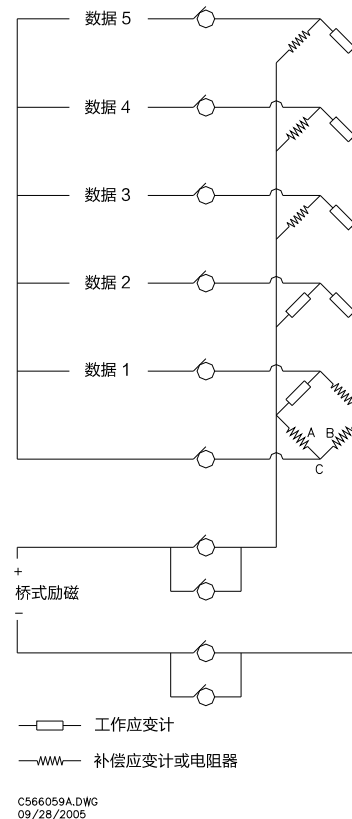 数据 5
数据 4
数据 3
数据 2
数据 1
A B
C
+
桥式励磁
−
工作应变计
补偿应变计或电阻器
C566059A.DWG
09/28/2005